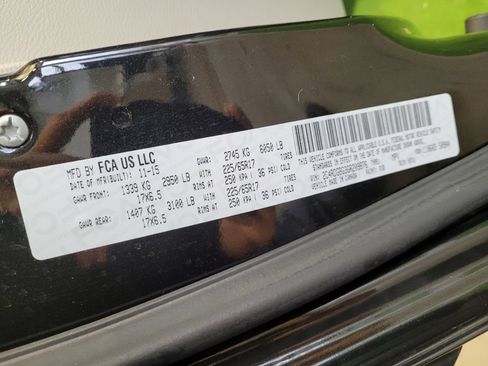 MFD BY FCA US LLC
DATE OF MFR(BUILT): 11-15 GVWR: 2745 KG 6050 LB
GAWR FRONT: 1339 KG 2950 LB WITH 225/65R17 TIRES
17X6.5 RIMS AT 250 KPA ( 36 PSI) COLD
GAWR REAR: 1407 KG 3100 LB WITH 225/65R17 TIRES
17X6.5 RIMS AT 250 KPA ( 36 PSI) COLD
THIS VEHICLE CONFORMS TO ALL APPLICABLE U.S.A. FEDERAL MOTOR VEHICLE SAFETY
STANDARDS IN EFFECT ON THE DATE OF MANUFACTURE SHOWN ABOVE.
VIN:
VEHICLE MADE IN CANADA